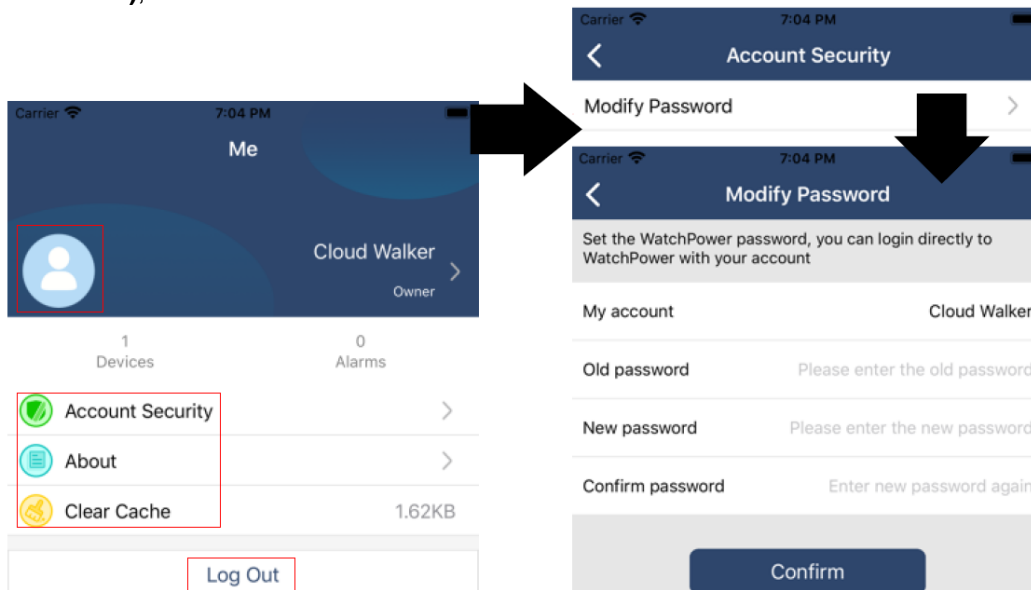 Carrier 7:04 PM
Me
Cloud Walker
Owner
1 0
Devices Alarms
Account Security
About
Clear Cache 1.62KB
Log Out
Carrier 7:04 PM
Account Security
Modify Password
Carrier 7:04 PM
Modify Password
Set the WatchPower password, you can login directly to
WatchPower with your account
My account Cloud Walker
Old password Please enter the old password
New password Please enter the new password
Confirm password Enter new password again
Confirm